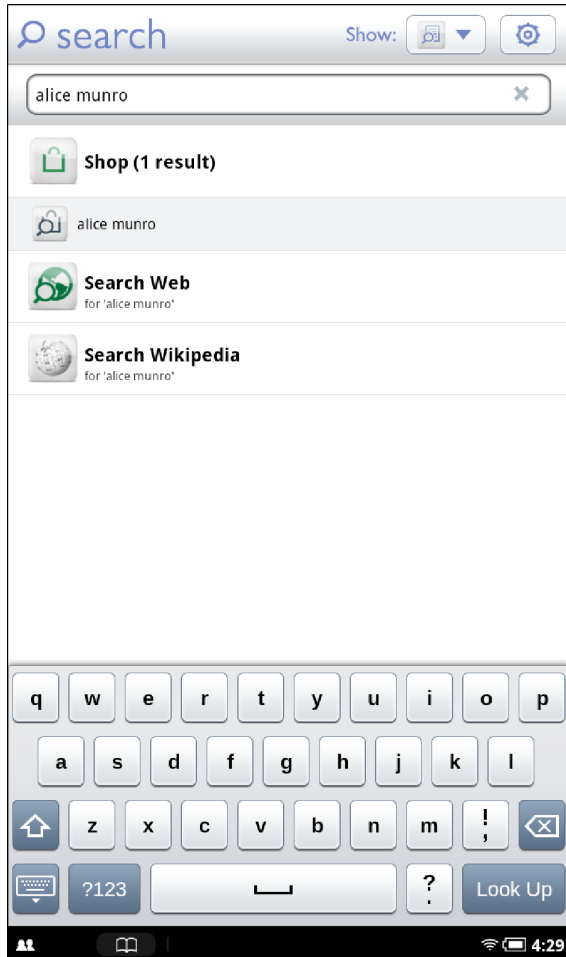 search Show:
alice munro
Shop (1 result)
alice munro
Search Web
for 'alice munro'
Search Wikipedia
for 'alice munro'
q w e r t y u i o p
a s d f g h j k l
z x c v b n m ! ,
?123 ? . Look Up
4:29